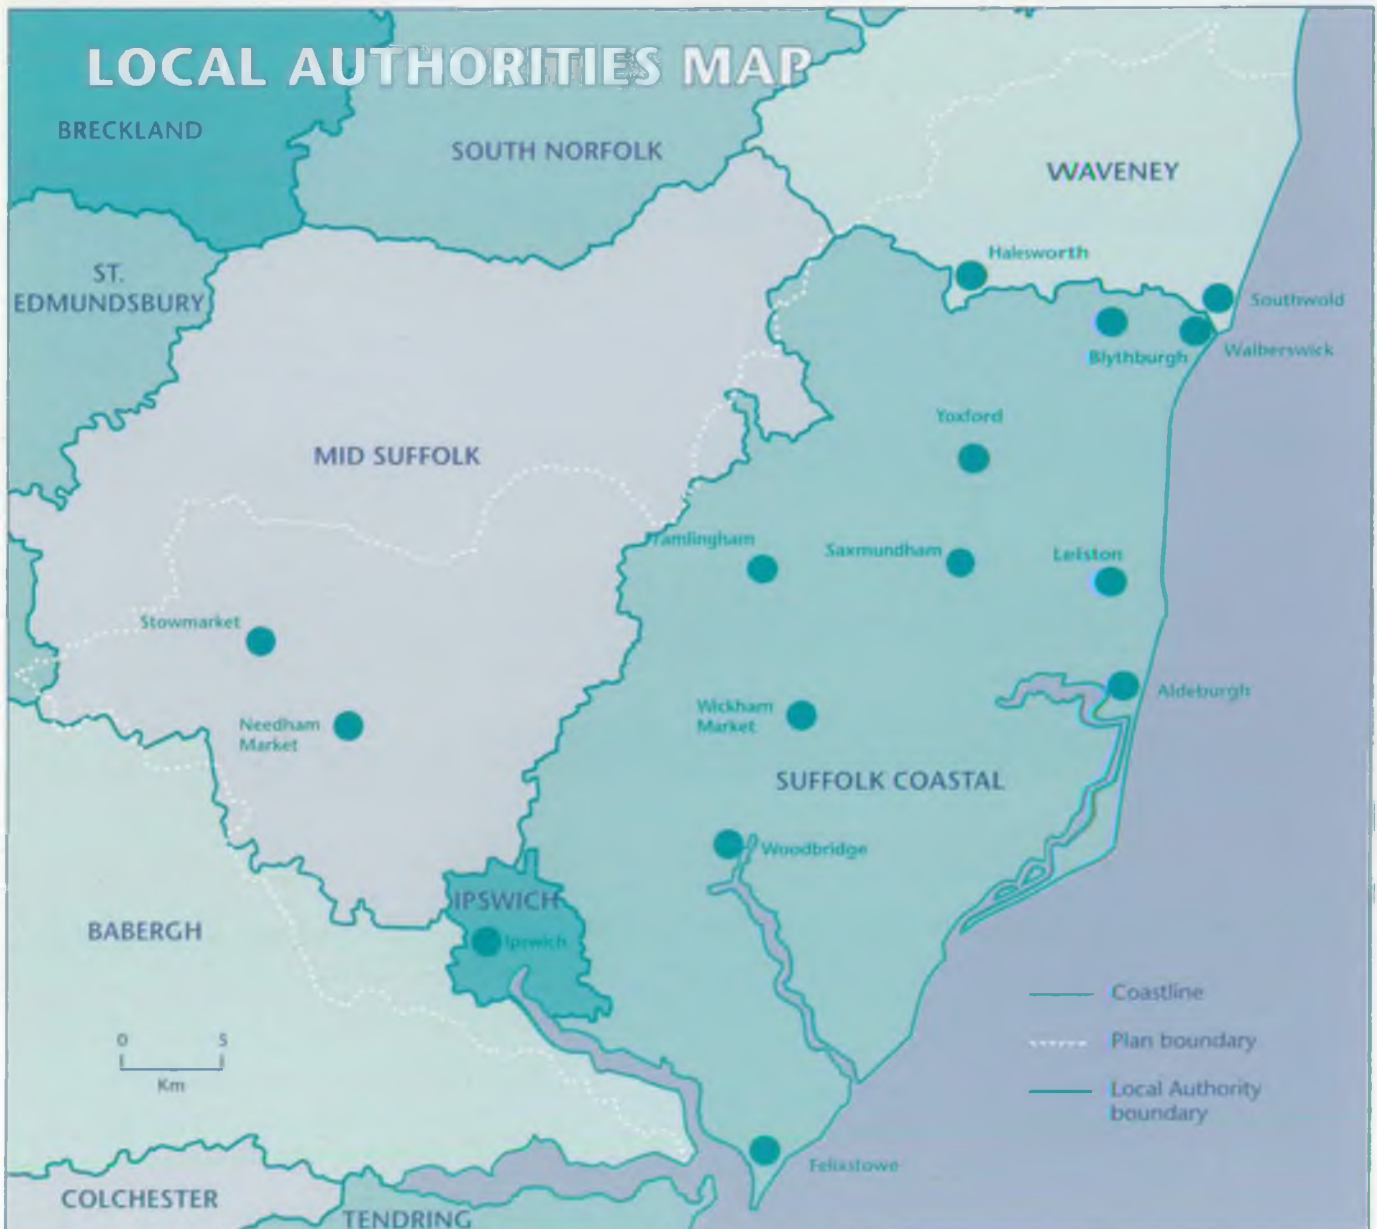 LOCAL AUTHORITIES MAP
BRECKLAND
SOUTH NORFOLK
WAVENEY
Halesworth
ST.
EDMUNDSBURY
Southwold
Blythburgh
Walberswick
Yoxford
MID SUFFOLK
Framlingham
Saxmundham
Leiston
Stowmarket
Aldeburgh
Wickham
Market
Needham
Market
SUFFOLK COASTAL
Woodbridge
IPSWICH
BABERGH
Ipswich
Coastline
0 5
Km
Plan boundary
Local Authority
boundary
Felixstowe
COLCHESTER
TENDRING